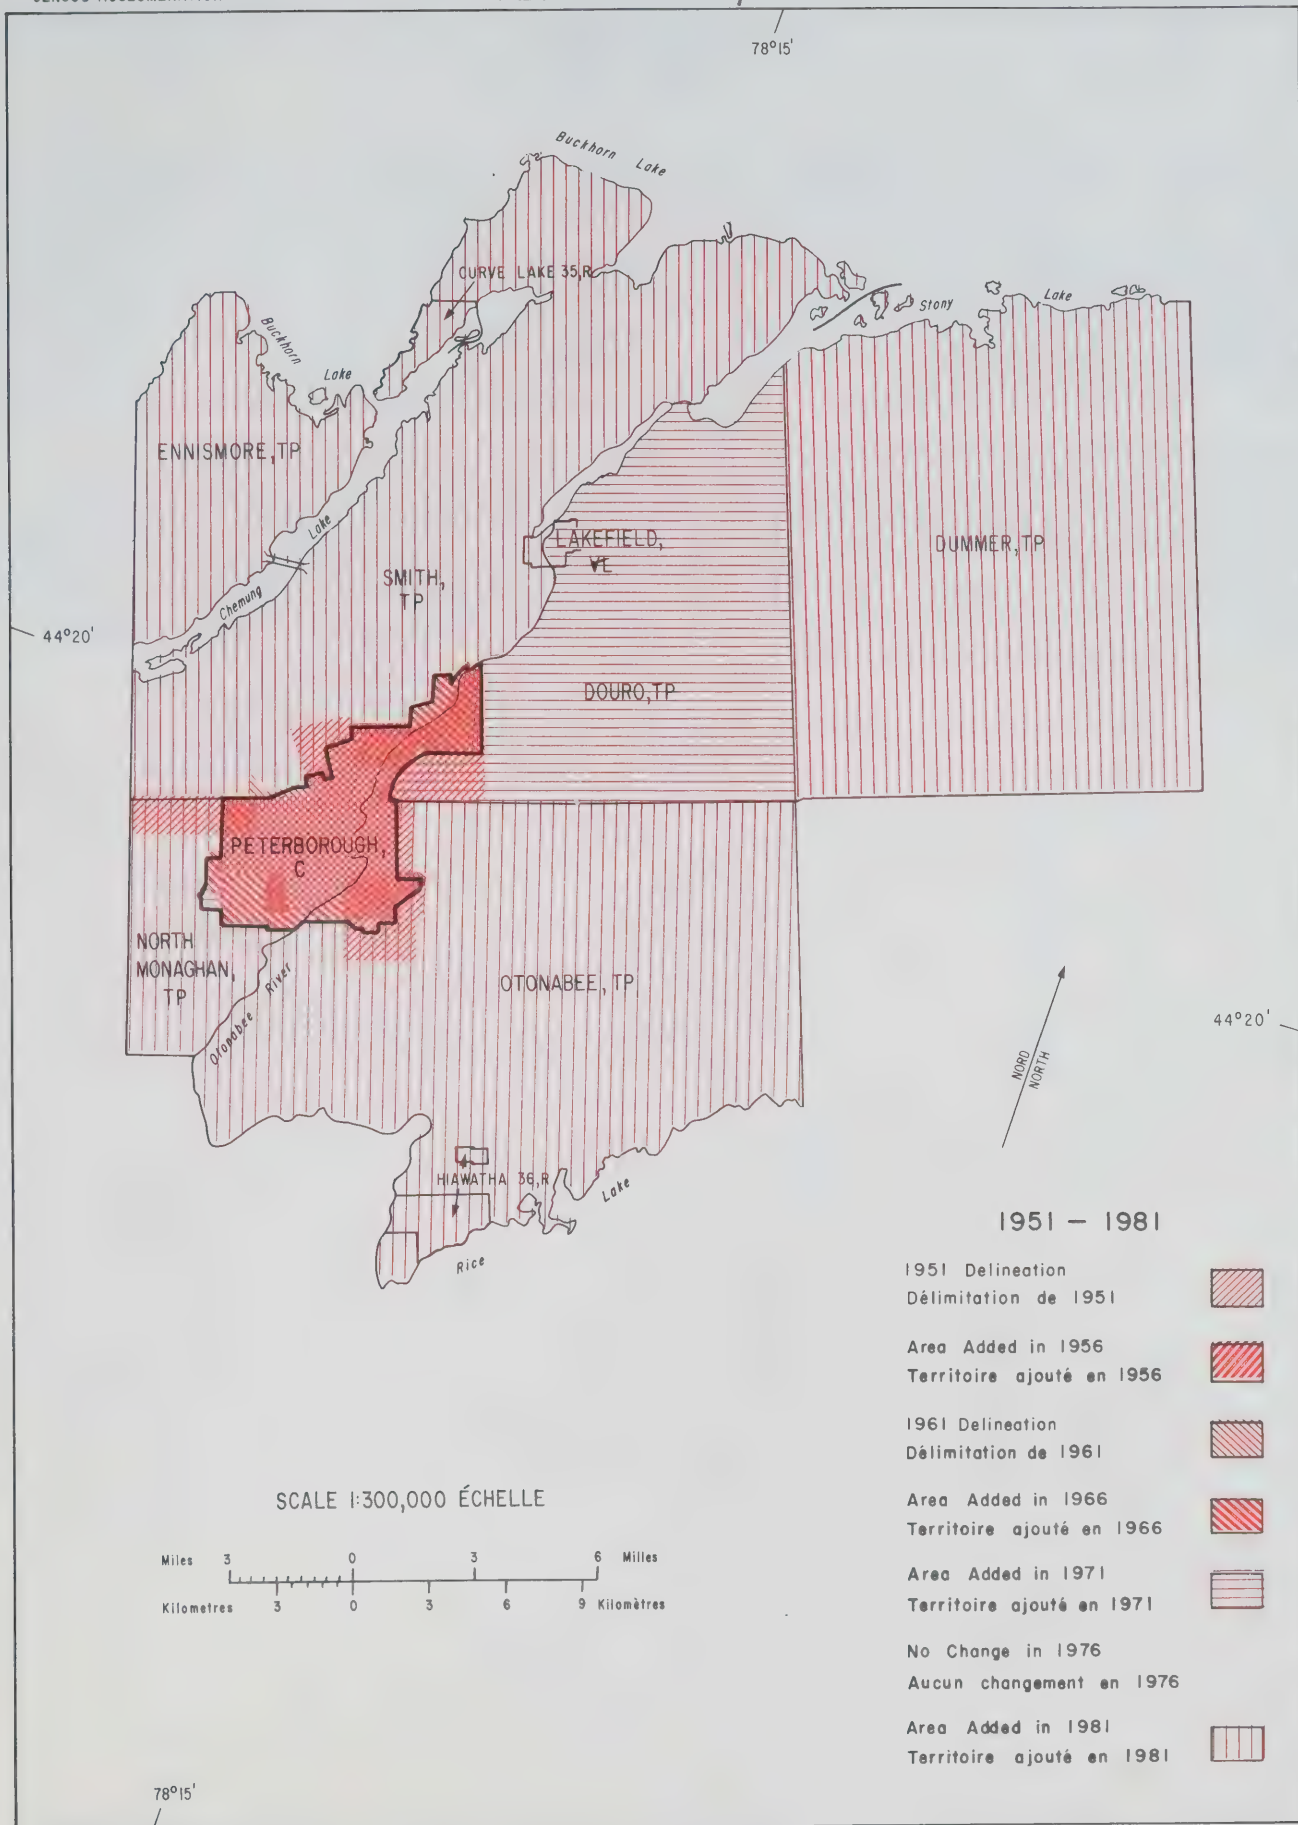 78°15'
Buckhorn Lake
CURVE LAKE 35,R
Stony Lake
Buckhorn Lake
ENNISMORE, TP
Chemung Lake
SMITH,
TP
LAKEFIELD,
VL
DUMMER, TP
44°20'
DOURO, TP
PETERBOROUGH,
C
NORTH
MONAGHAN,
TP
Otonabee River
OTONABEE, TP
44°20'
NORD
NORTH
HIAWATHA 36,R
Rice Lake
1951 – 1981
1951 Delineation
Délimitation de 1951
Area Added in 1956
Territoire ajouté en 1956
1961 Delineation
Délimitation de 1961
Area Added in 1966
Territoire ajouté en 1966
Area Added in 1971
Territoire ajouté en 1971
No Change in 1976
Aucun changement en 1976
Area Added in 1981
Territoire ajouté en 1981
SCALE 1:300,000 ÉCHELLE
Miles 3 0 3 6 Milles
Kilometres 3 0 3 6 9 Kilomètres
78°15'